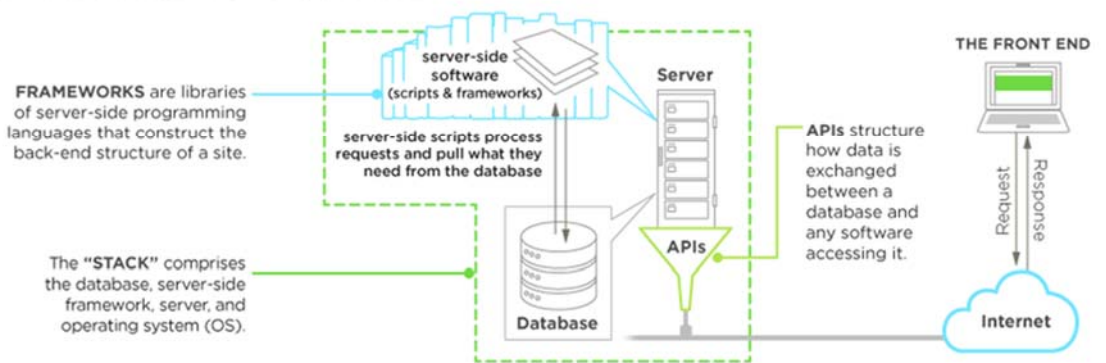 FRAMEWORKS are libraries
of server-side programming
languages that construct the
back-end structure of a site.
The “STACK” comprises
the database, server-side
framework, server, and
operating system (OS).
server-side
software
(scripts & frameworks)
server-side scripts process
requests and pull what they
need from the database
Database
Server
APIs
APIs structure
how data is
exchanged
between a
database and
any software
accessing it.
THE FRONT END
Request
Response
Internet